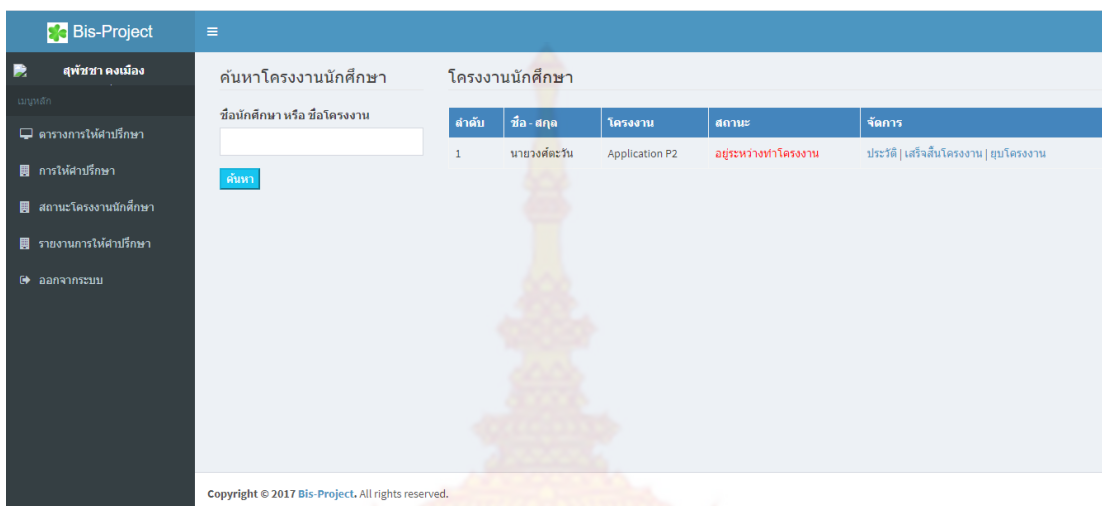 Bis-Project
สุพัชชา คงเมือง
เมนูหลัก
ตารางการให้คำปรึกษา
การให้คำปรึกษา
สถานะโครงงานนักศึกษา
รายงานการให้คำปรึกษา
ออกจากระบบ
ค้นหาโครงงานนักศึกษา
ชื่อนักศึกษา หรือ ชื่อโครงงาน
ค้นหา
โครงงานนักศึกษา
ลำดับ ชื่อ - สกุล โครงงาน สถานะ จัดการ
1 นายวงศ์ตะวัน Application P2 อยู่ระหว่างทำโครงงาน ประวัติ | เสร็จสิ้นโครงงาน | ยุบโครงงาน
Copyright © 2017 Bis-Project. All rights reserved.